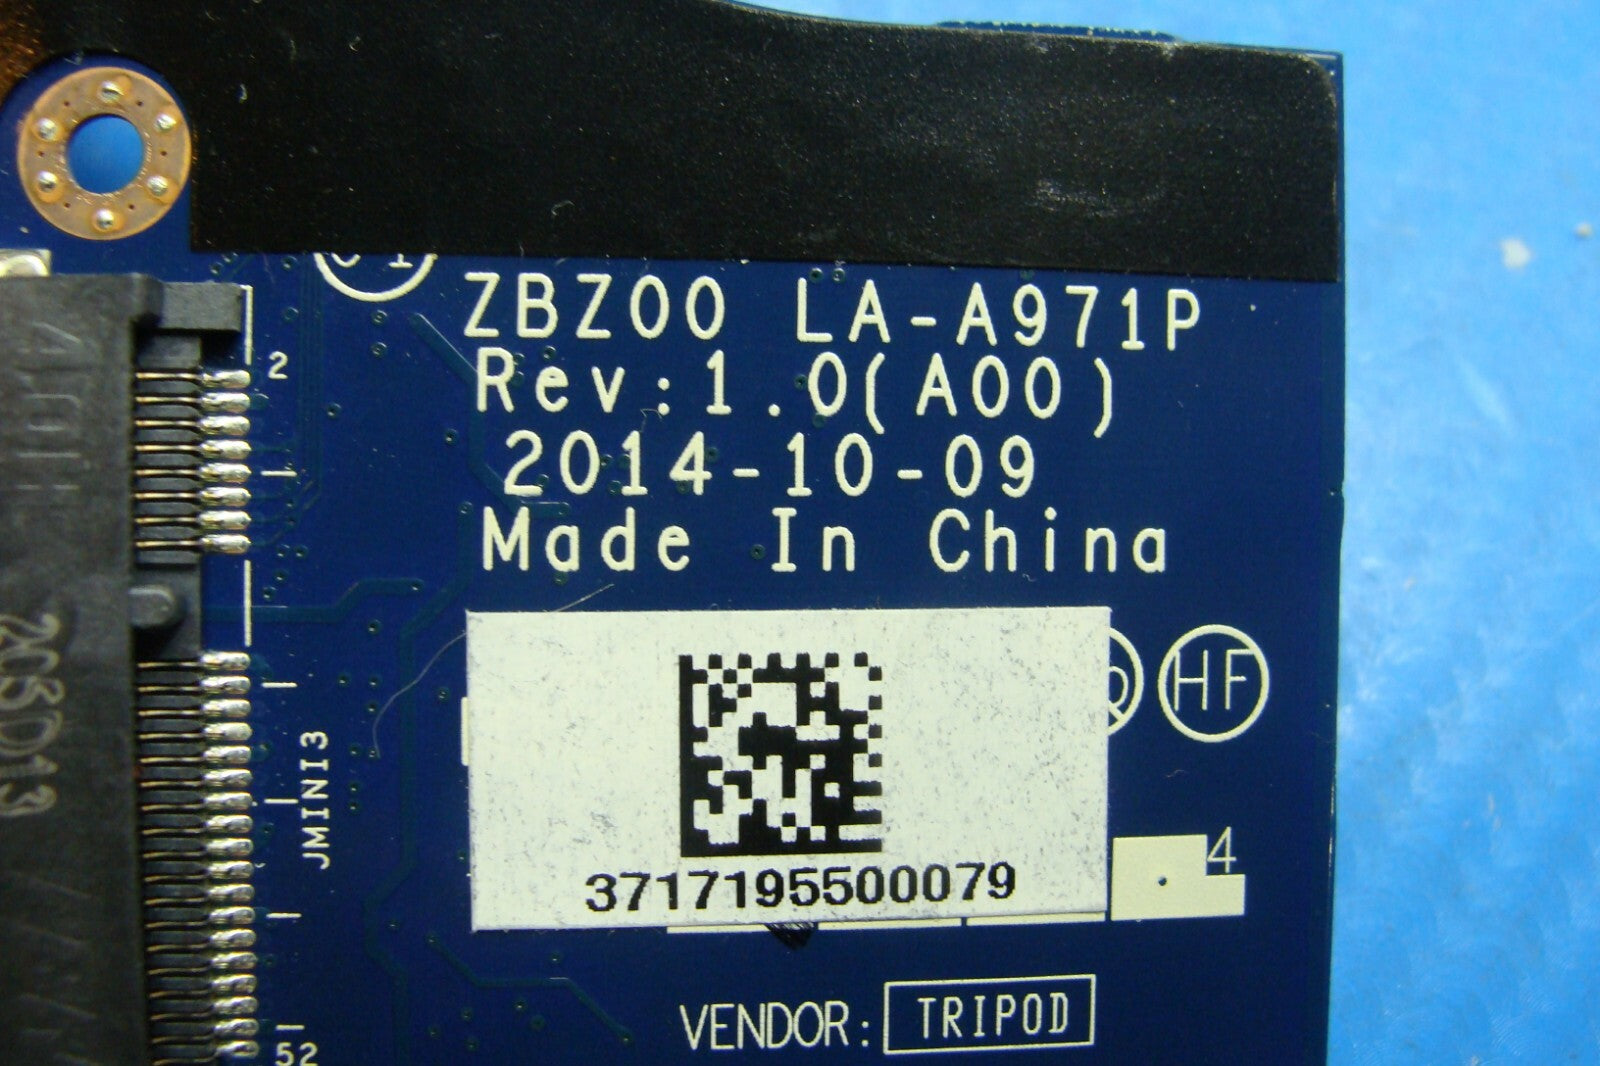 ZBZ00 LA-A971P
Rev:1.0(A00)
2014-10-09
Made In China
2
HF
JMINI3
3717195500079
4
52
VENDOR: TRIPOD